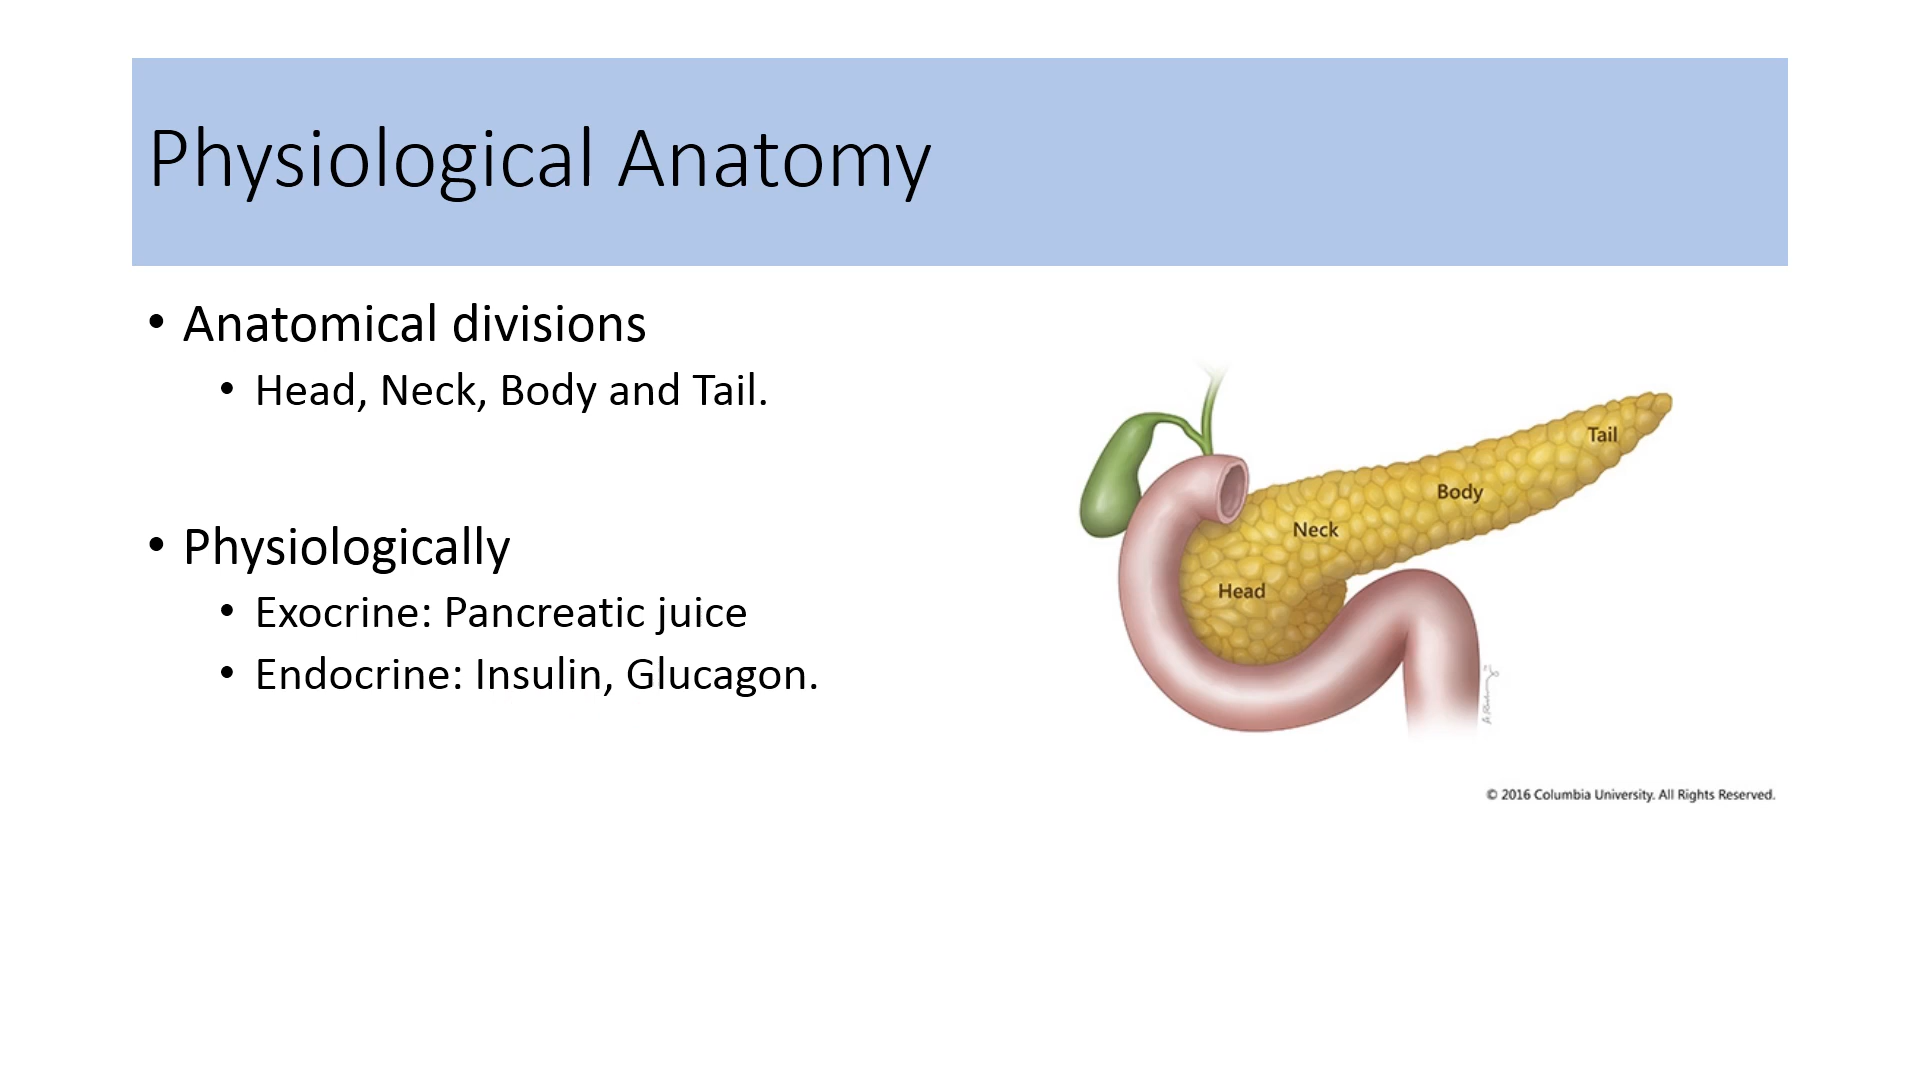 Physiological Anatomy
• Anatomical divisions
• Head, Neck, Body and Tail.
• Physiologically
• Exocrine: Pancreatic juice
• Endocrine: Insulin, Glucagon.
Tail
Body
Neck
Head
© 2016 Columbia University. All Rights Reserved.